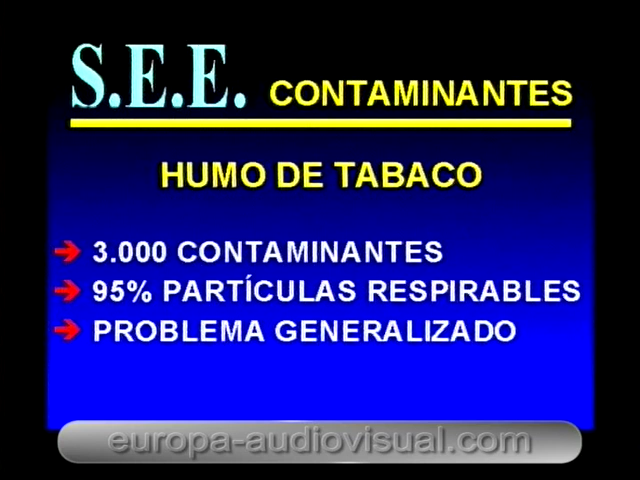 S.E.E. CONTAMINANTES
HUMO DE TABACO
3.000 CONTAMINANTES
95% PARTÍCULAS RESPIRABLES
PROBLEMA GENERALIZADO
europa-audiovisual.com